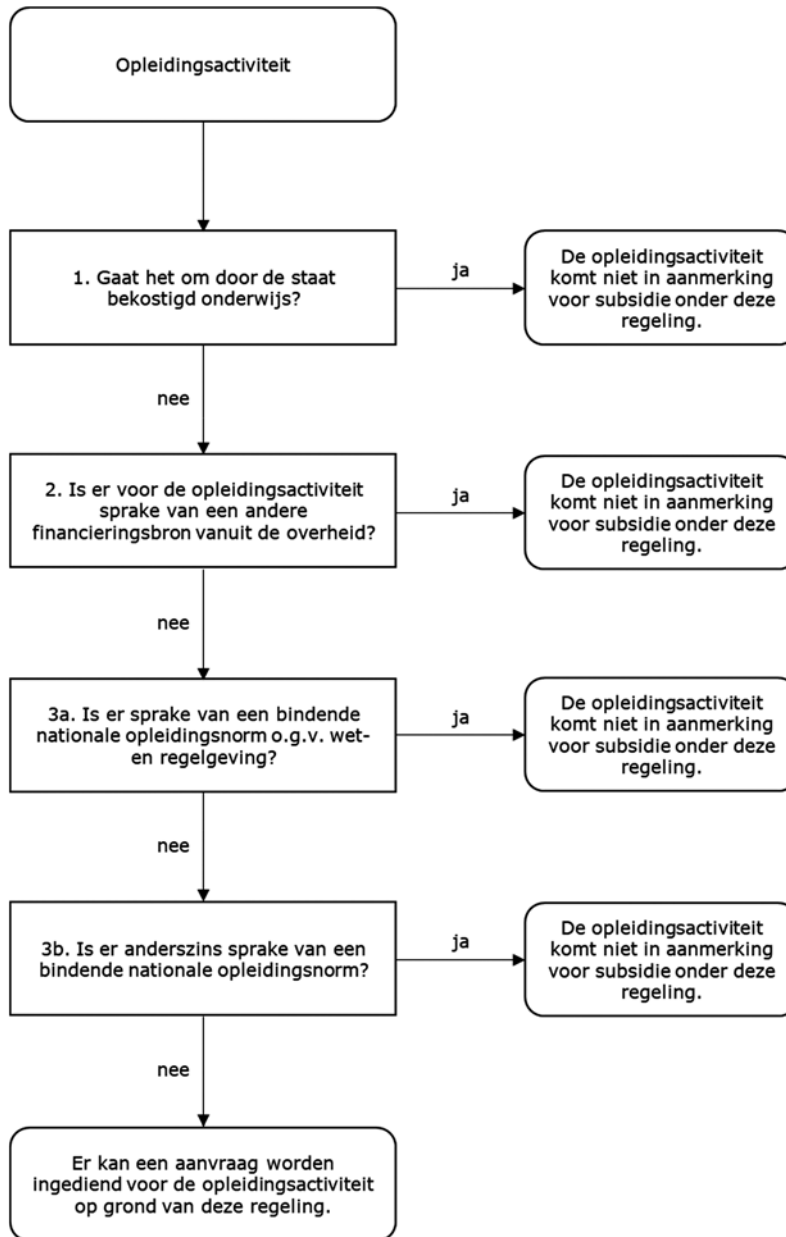 Opleidingsactiviteit
1. Gaat het om door de staat
bekostigd onderwijs?
ja
De opleidingsactiviteit
komt niet in aanmerking
voor subsidie onder deze
regeling.
nee
2. Is er voor de opleidingsactiviteit
sprake van een andere
financieringsbron vanuit de overheid?
ja
De opleidingsactiviteit
komt niet in aanmerking
voor subsidie onder deze
regeling.
nee
3a. Is er sprake van een bindende
nationale opleidingsnorm o.g.v. wet-
en regelgeving?
ja
De opleidingsactiviteit
komt niet in aanmerking
voor subsidie onder deze
regeling.
nee
3b. Is er anderszins sprake van een
bindende nationale opleidingsnorm?
ja
De opleidingsactiviteit
komt niet in aanmerking
voor subsidie onder deze
regeling.
nee
Er kan een aanvraag worden
ingediend voor de opleidingsactiviteit
op grond van deze regeling.